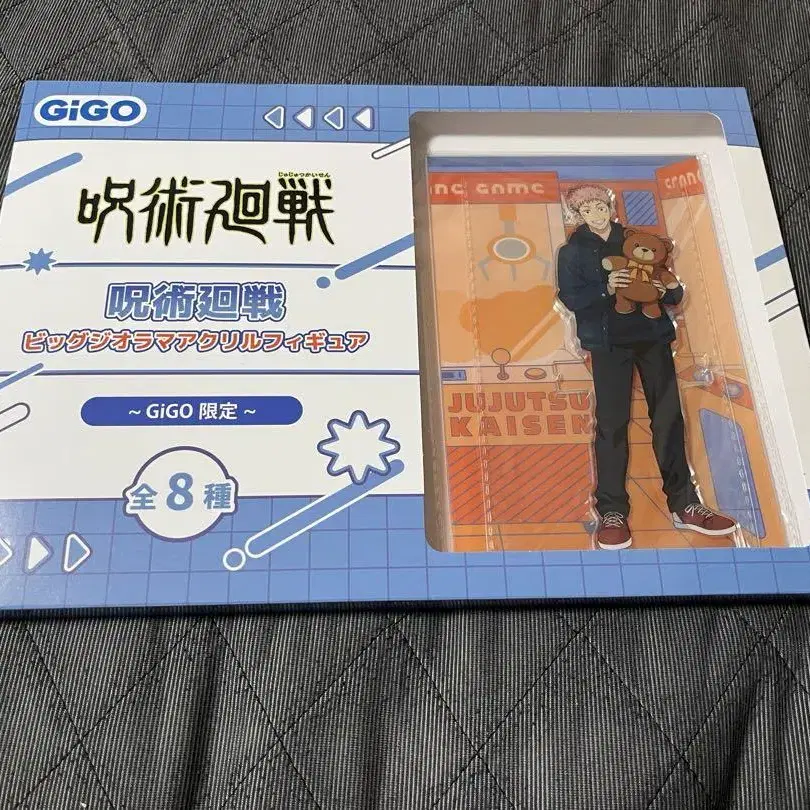 GiGO
じゅじゅつかいせん
呪術廻戦
呪術廻戦
ビッグジオラマアクリルフィギュア
~ GiGO 限定 ~
全8種
GAME
CRANE
JUJUTSU
KAISEN